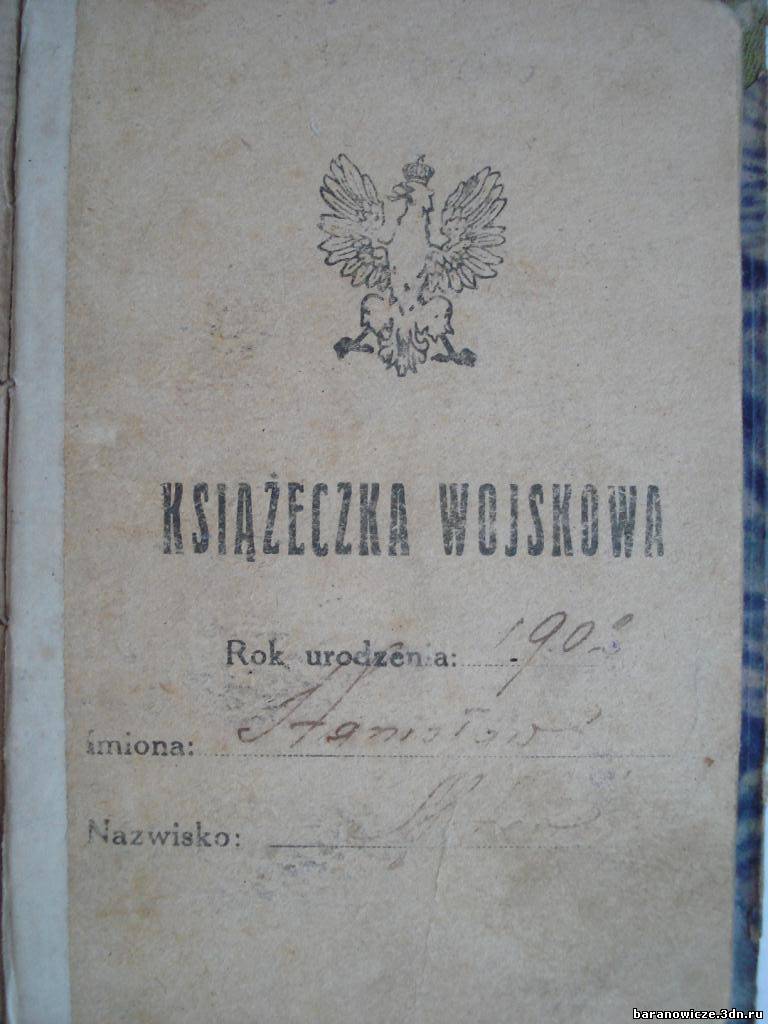 KSIĄŻECZKA WOJSKOWA
Rok urodzenia:
imiona: Stanisław
Nazwisko:
baranowicze.3dn.ru